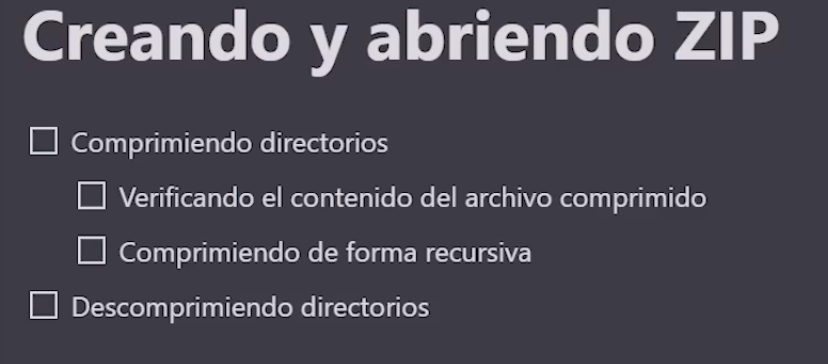 Creando y abriendo ZIP
Comprimiendo directorios
Verificando el contenido del archivo comprimido
Comprimiendo de forma recursiva
Descomprimiendo directorios